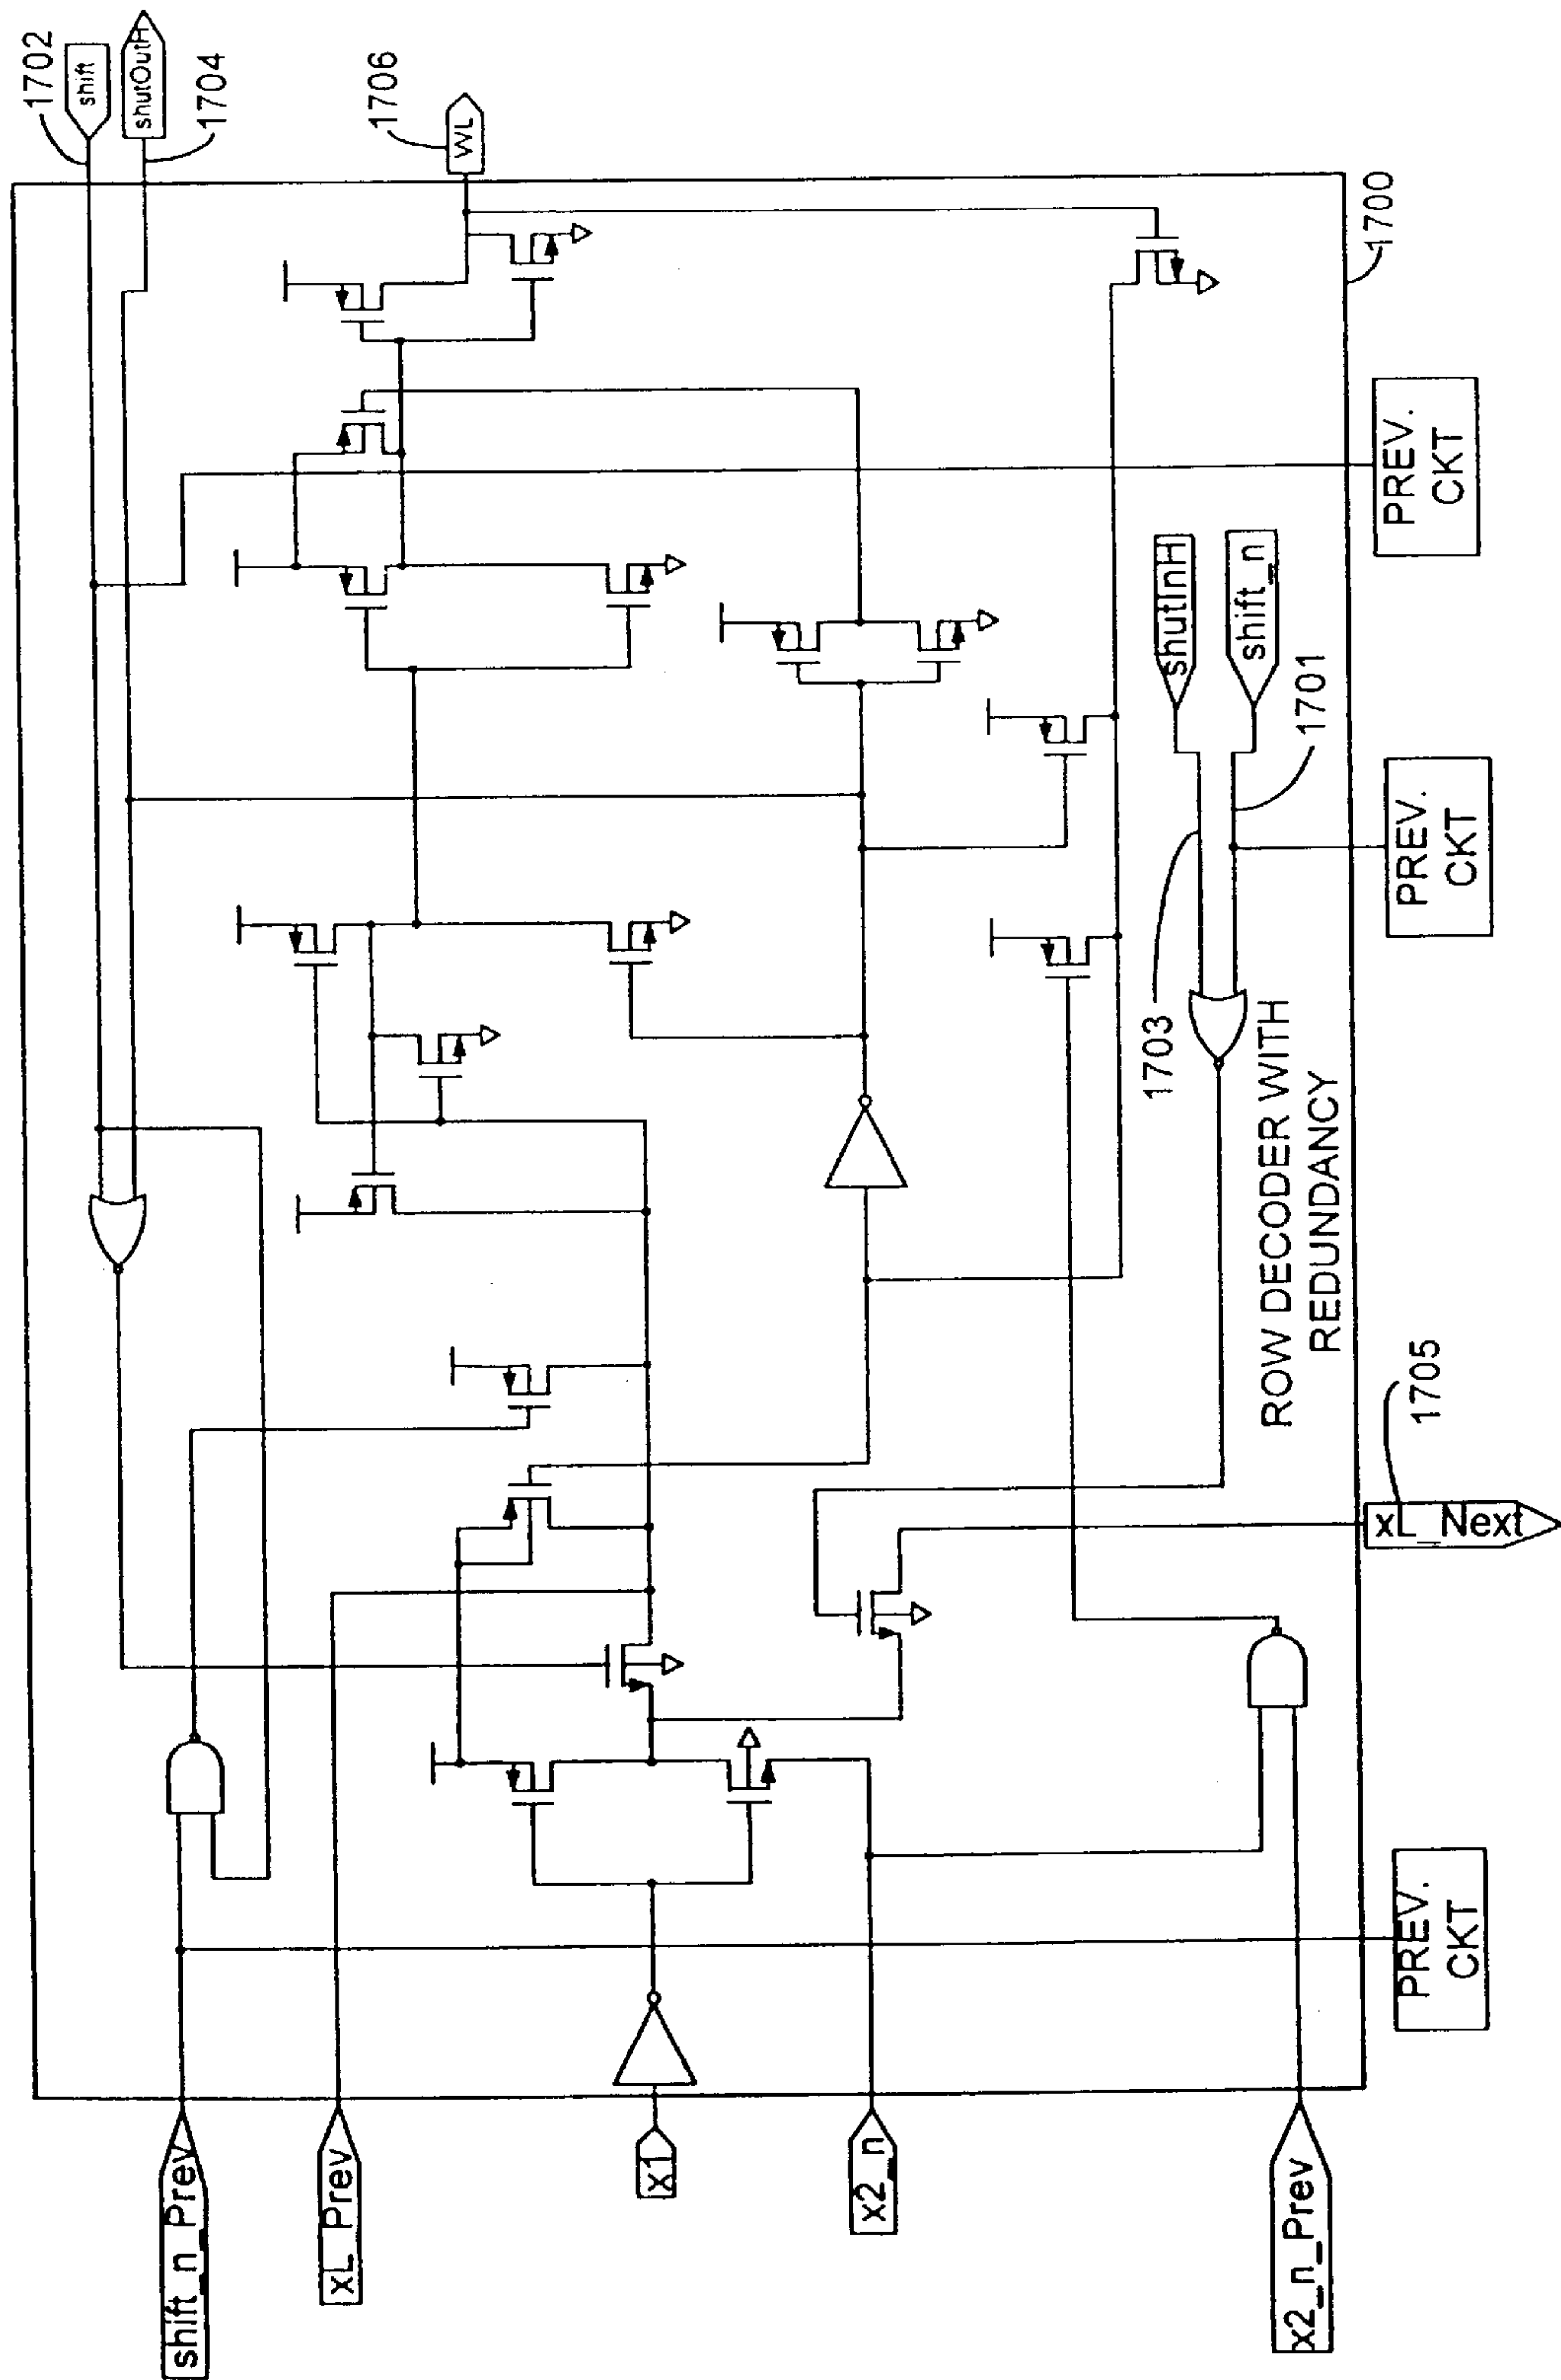 1702
shift
shutOutH
1704
1706
WL
1700
PREV.
CKT
shutInH
shift_n
1701
PREV.
CKT
1703
ROW DECODER WITH
REDUNDANCY
1705
xL_Next
PREV.
CKT
shift_n_Prev
xL_Prev
x1
x2_n
x2_n_Prev